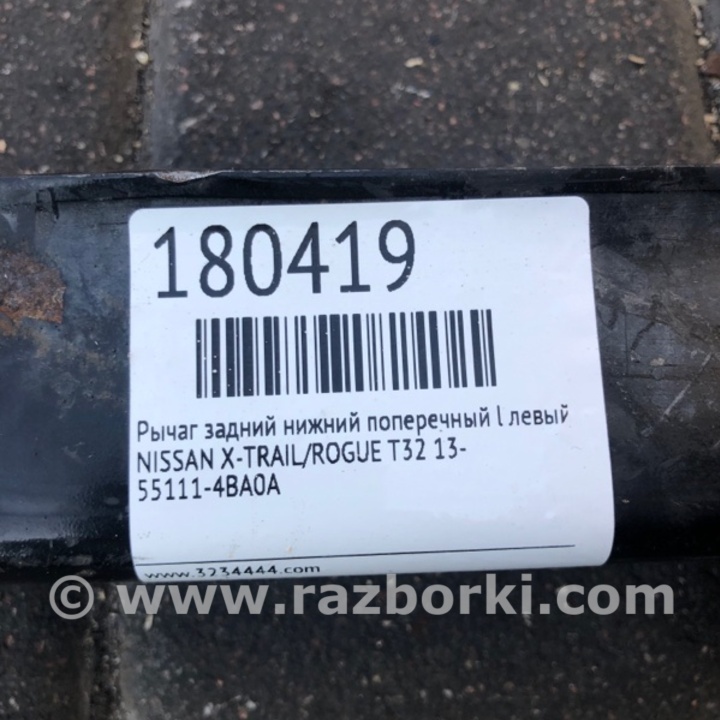 180419
Рычаг задний нижний поперечный l левый
NISSAN X-TRAIL/ROGUE T32 13-
55111-4BA0A
www.3234444.com
© www.razborki.com